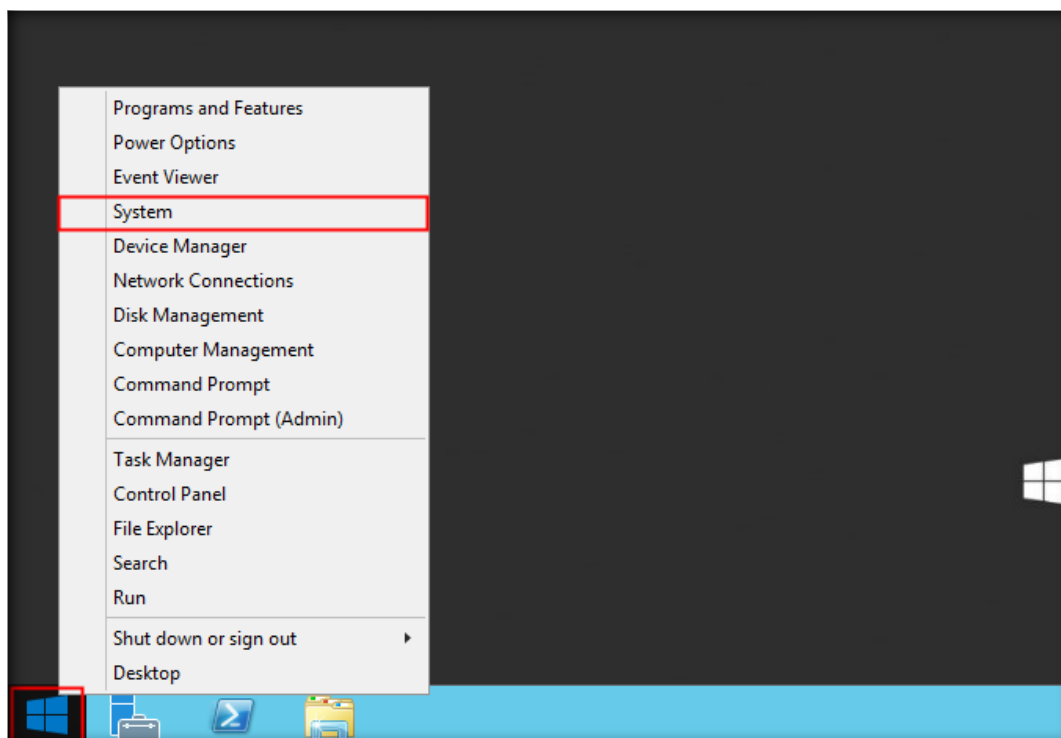 Programs and Features
Power Options
Event Viewer
System
Device Manager
Network Connections
Disk Management
Computer Management
Command Prompt
Command Prompt (Admin)
Task Manager
Control Panel
File Explorer
Search
Run
Shut down or sign out
Desktop